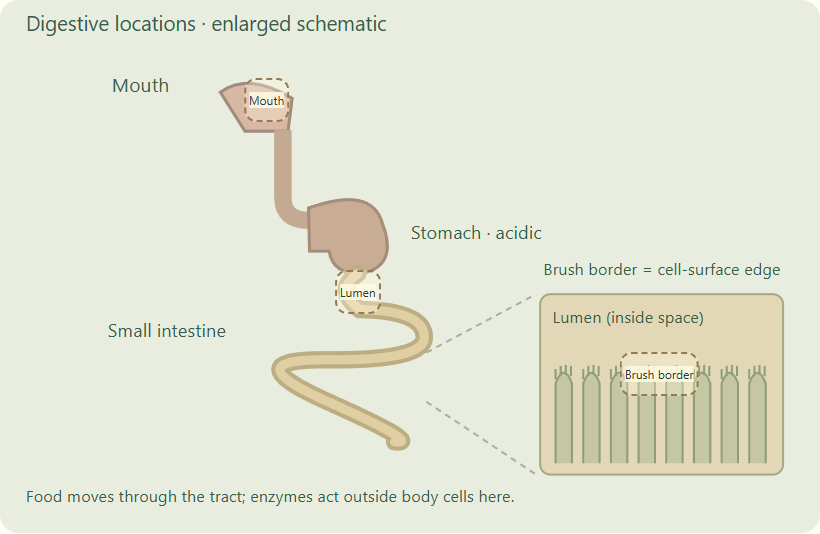 Digestive locations · enlarged schematic
Mouth
Mouth
Stomach · acidic
Brush border = cell-surface edge
Lumen
Lumen (inside space)
Small intestine
Brush border
Food moves through the tract; enzymes act outside body cells here.